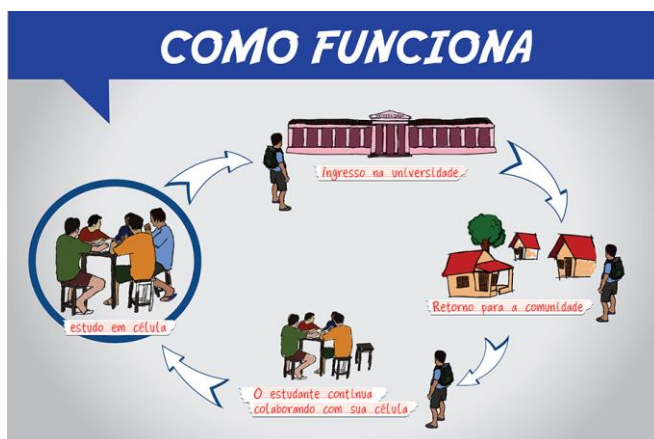 COMO FUNCIONA
Ingresso na universidade
Retorno para a comunidade
O estudante continua
colaborando com sua célula
estudo em célula